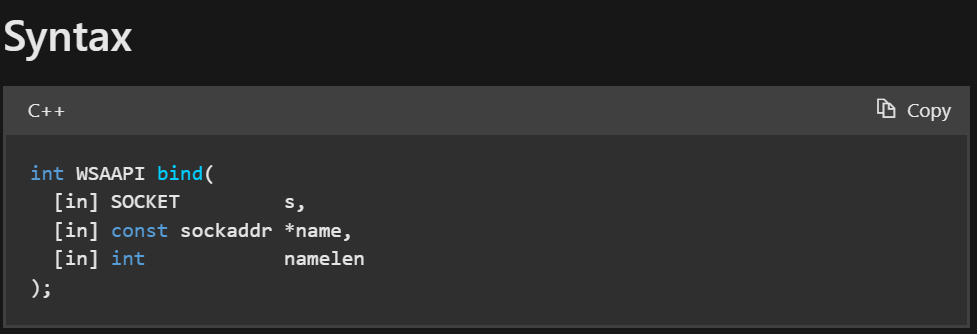 Syntax
C++ Copy
int WSAAPI bind(
  [in] SOCKET         s,
  [in] const sockaddr *name,
  [in] int            namelen
);